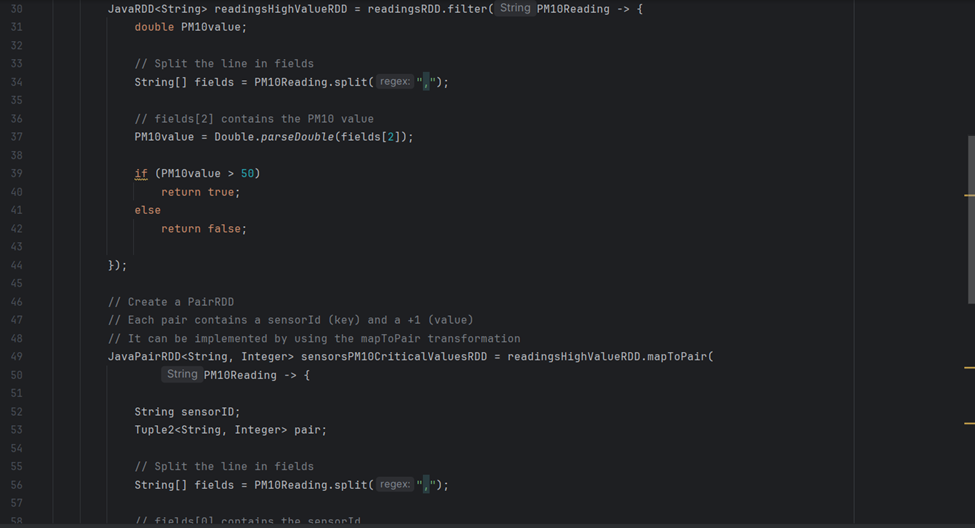 30 JavaRDD<String> readingsHighValueRDD = readingsRDD.filter( String PM10Reading -> {
31 double PM10value;
32
33 // Split the line in fields
34 String[] fields = PM10Reading.split( regex: ",");
35
36 // fields[2] contains the PM10 value
37 PM10value = Double.parseDouble(fields[2]);
38
39 if (PM10value > 50)
40 return true;
41 else
42 return false;
43
44 });
45
46 // Create a PairRDD
47 // Each pair contains a sensorId (key) and a +1 (value)
48 // It can be implemented by using the mapToPair transformation
49 JavaPairRDD<String, Integer> sensorsPM10CriticalValuesRDD = readingsHighValueRDD.mapToPair(
50 String PM10Reading -> {
51
52 String sensorID;
53 Tuple2<String, Integer> pair;
54
55 // Split the line in fields
56 String[] fields = PM10Reading.split( regex: ",");
57
58 // fields[0] contains the sensorId